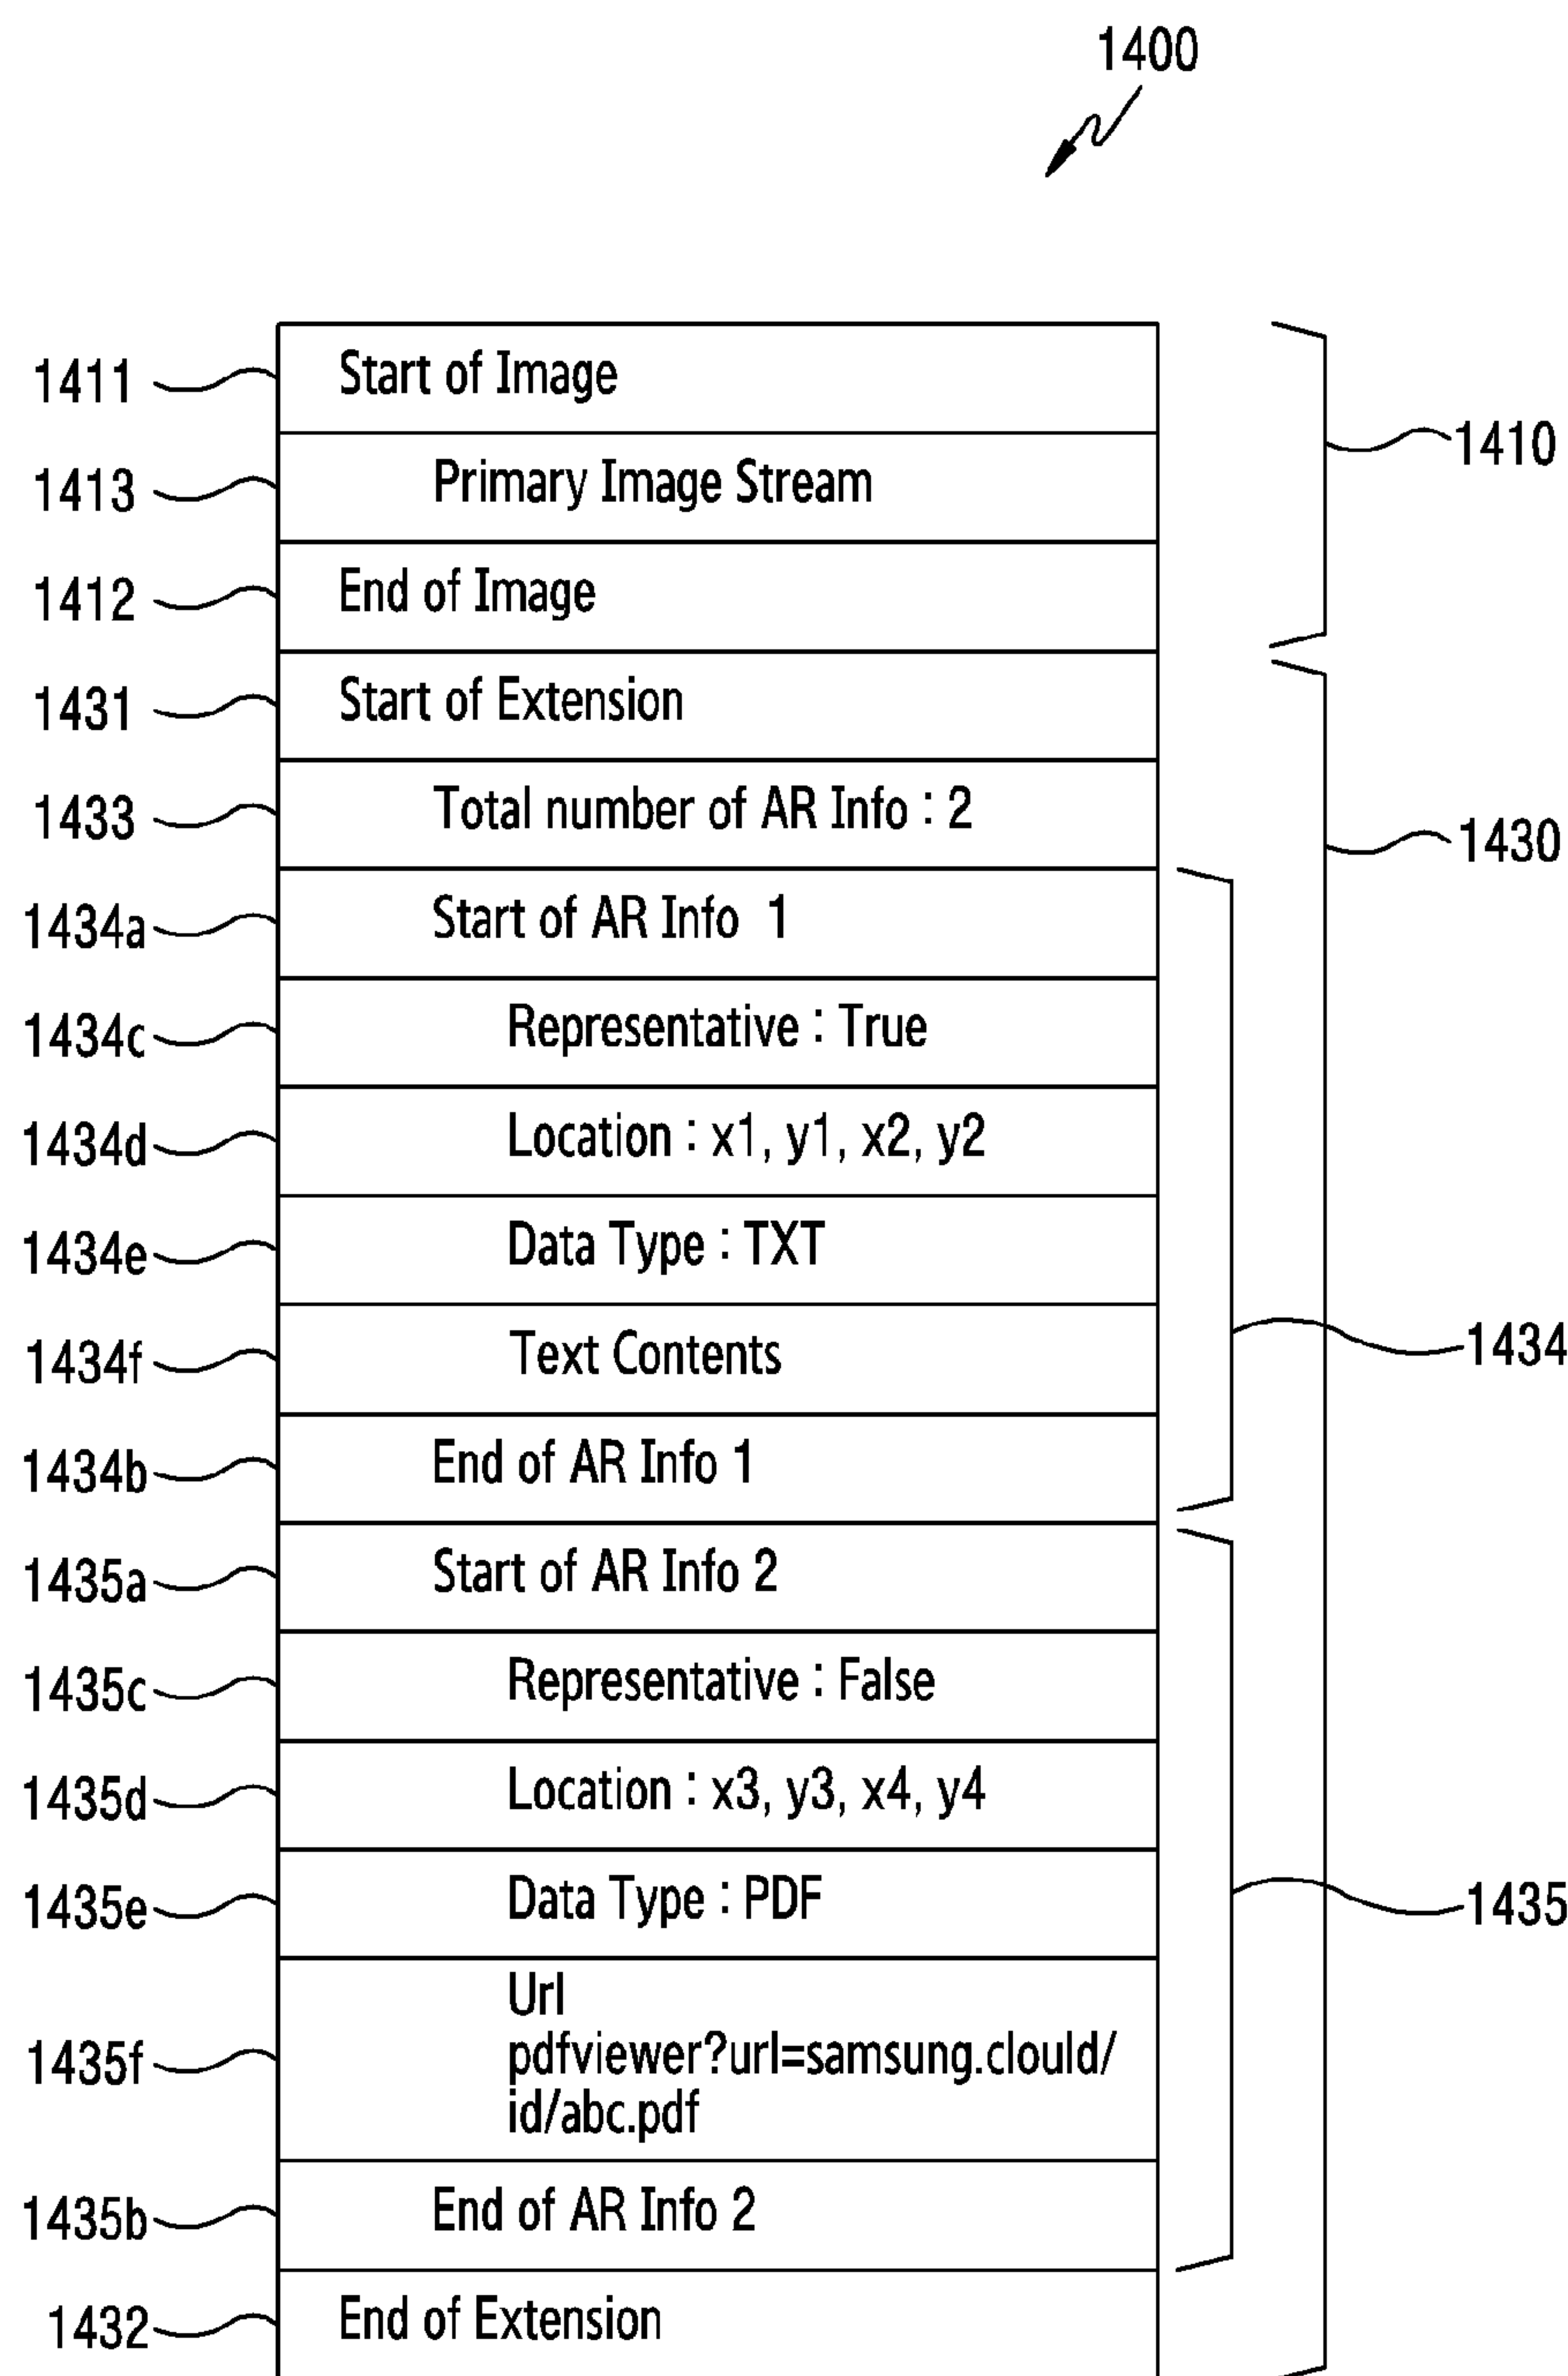 1400
1411 Start of Image
1413 Primary Image Stream
1410
1412 End of Image
1431 Start of Extension
1433 Total number of AR Info : 2
1430
1434a Start of AR Info 1
1434c Representative : True
1434d Location : x1, y1, x2, y2
1434e Data Type : TXT
1434f Text Contents
1434
1434b End of AR Info 1
1435a Start of AR Info 2
1435c Representative : False
1435d Location : x3, y3, x4, y4
1435e Data Type : PDF
1435
Url
1435f pdfviewer?url=samsung.clould/
id/abc.pdf
1435b End of AR Info 2
1432 End of Extension